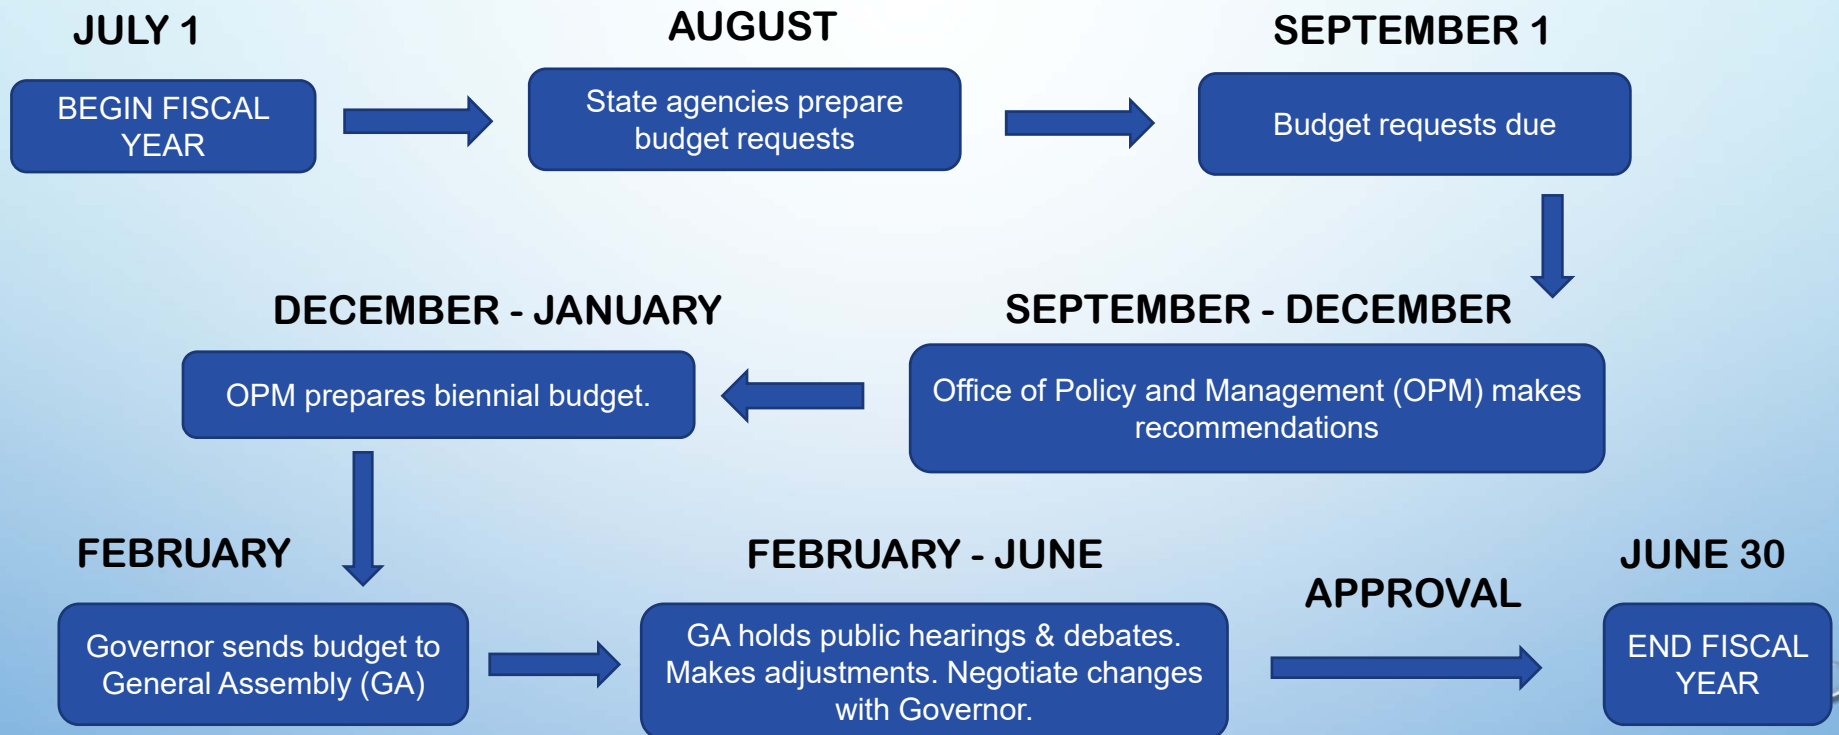 JULY 1
BEGIN FISCAL
YEAR
AUGUST
State agencies prepare
budget requests
SEPTEMBER 1
Budget requests due
SEPTEMBER - DECEMBER
Office of Policy and Management (OPM) makes
recommendations
DECEMBER - JANUARY
OPM prepares biennial budget.
FEBRUARY
Governor sends budget to
General Assembly (GA)
FEBRUARY - JUNE
GA holds public hearings & debates.
Makes adjustments. Negotiate changes
with Governor.
APPROVAL
JUNE 30
END FISCAL
YEAR